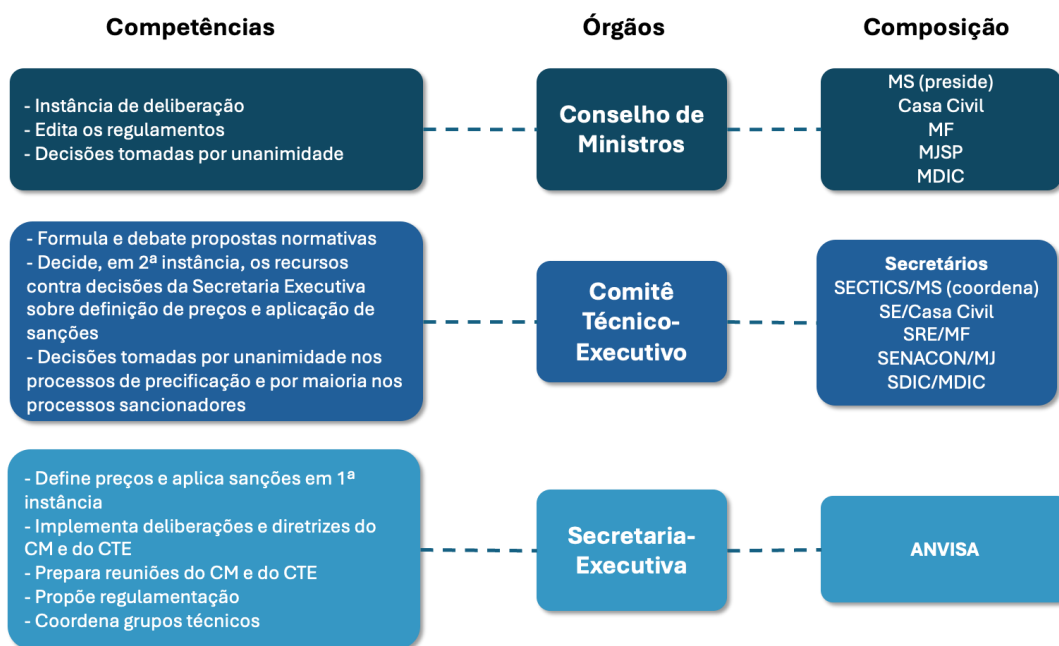 Competências
Órgãos
Composição
- Instância de deliberação
- Edita os regulamentos
- Decisões tomadas por unanimidade
Conselho de
Ministros
MS (preside)
Casa Civil
MF
MJSP
MDIC
- Formula e debate propostas normativas
- Decide, em 2ª instância, os recursos
contra decisões da Secretaria Executiva
sobre definição de preços e aplicação de
sanções
- Decisões tomadas por unanimidade nos
processos de precificação e por maioria nos
processos sancionadores
Comitê
Técnico-
Executivo
Secretários
SECTICS/MS (coordena)
SE/Casa Civil
SRE/MF
SENACON/MJ
SDIC/MDIC
- Define preços e aplica sanções em 1ª
instância
- Implementa deliberações e diretrizes do
CM e do CTE
- Prepara reuniões do CM e do CTE
- Propõe regulamentação
- Coordena grupos técnicos
Secretaria-
Executiva
ANVISA